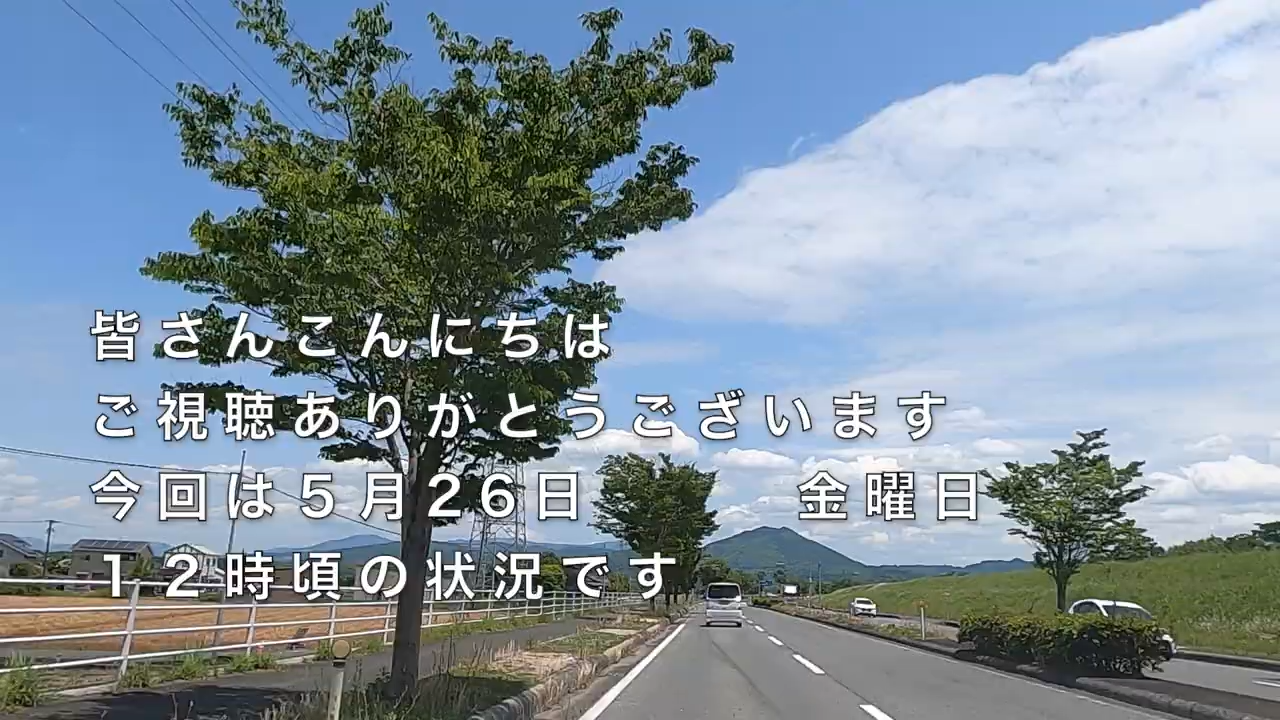 皆さんこんにちは
ご視聴ありがとうございます
今回は５月26日　　　金曜日
１２時頃の状況です